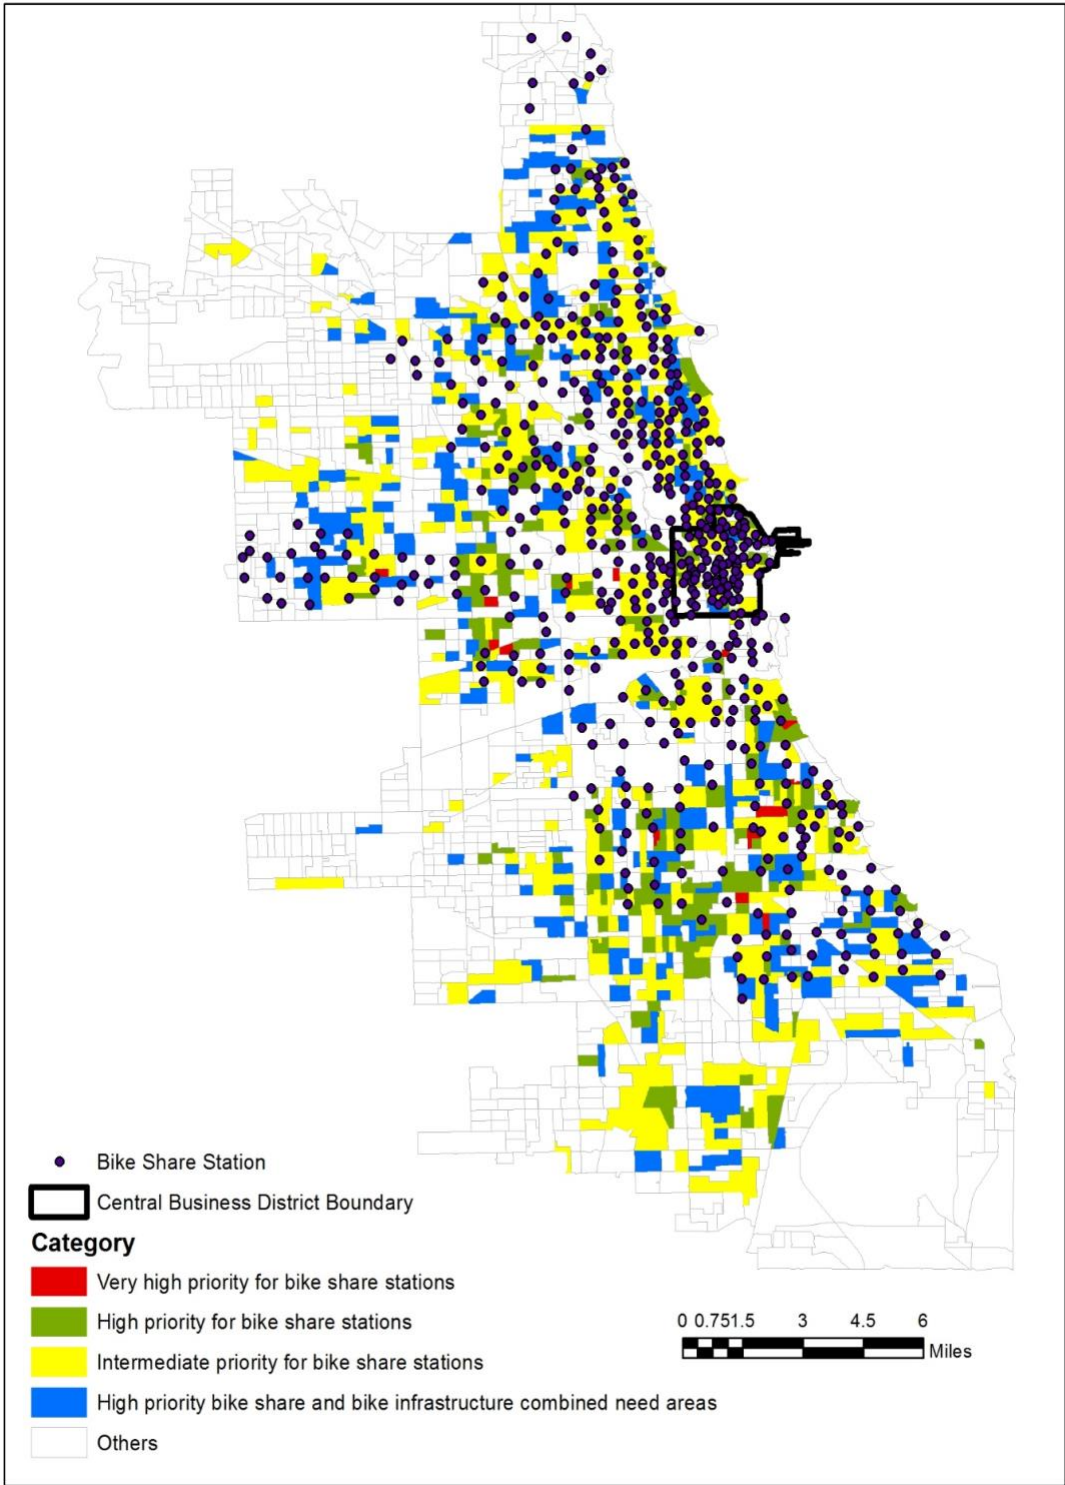 Bike Share Station
Central Business District Boundary
Category
Very high priority for bike share stations
High priority for bike share stations
Intermediate priority for bike share stations
High priority bike share and bike infrastructure combined need areas
Others
0 0.751.5 3 4.5 6
Miles